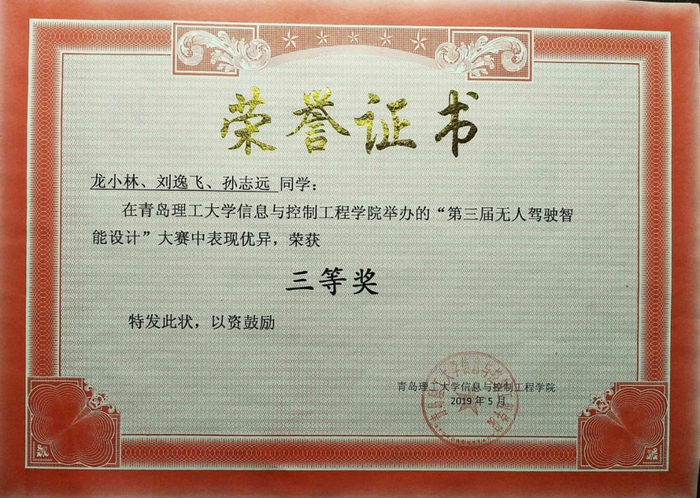 荣誉证书
龙小林、刘逸飞、孙志远 同学：
在青岛理工大学信息与控制工程学院举办的“第三届无人驾驶智
能设计”大赛中表现优异，荣获
三等奖
特发此状，以资鼓励
青岛理工大学信息与控制工程学院
2019 年 5 月